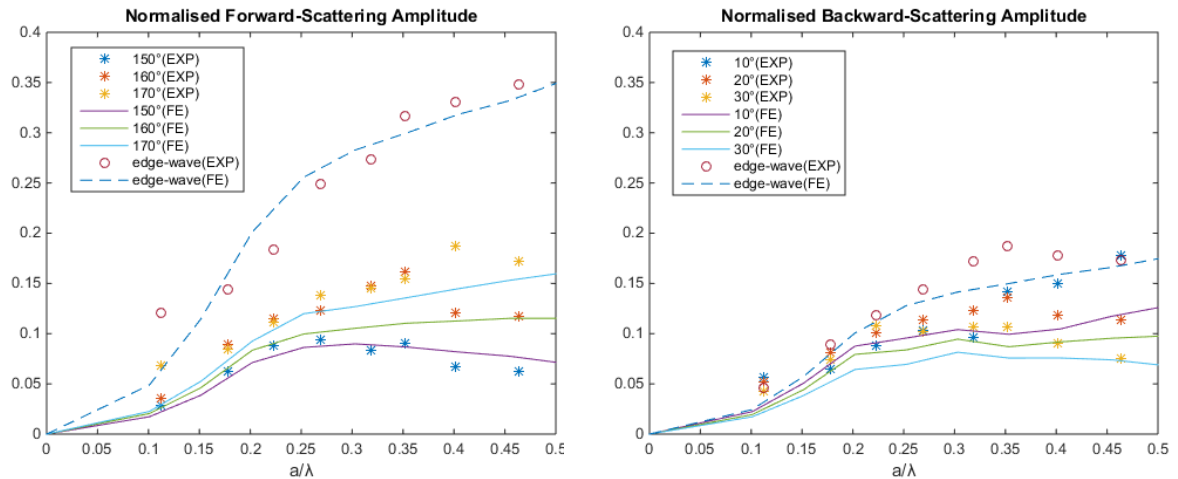 Normalised Forward-Scattering Amplitude
0.4
0.35
0.3
0.25
0.2
0.15
0.1
0.05
0
150°(EXP)
160°(EXP)
170°(EXP)
150°(FE)
160°(FE)
170°(FE)
edge-wave(EXP)
edge-wave(FE)
0 0.05 0.1 0.15 0.2 0.25 0.3 0.35 0.4 0.45 0.5
a/λ
Normalised Backward-Scattering Amplitude
0.4
0.35
0.3
0.25
0.2
0.15
0.1
0.05
0
10°(EXP)
20°(EXP)
30°(EXP)
10°(FE)
20°(FE)
30°(FE)
edge-wave(EXP)
edge-wave(FE)
0 0.05 0.1 0.15 0.2 0.25 0.3 0.35 0.4 0.45 0.5
a/λ